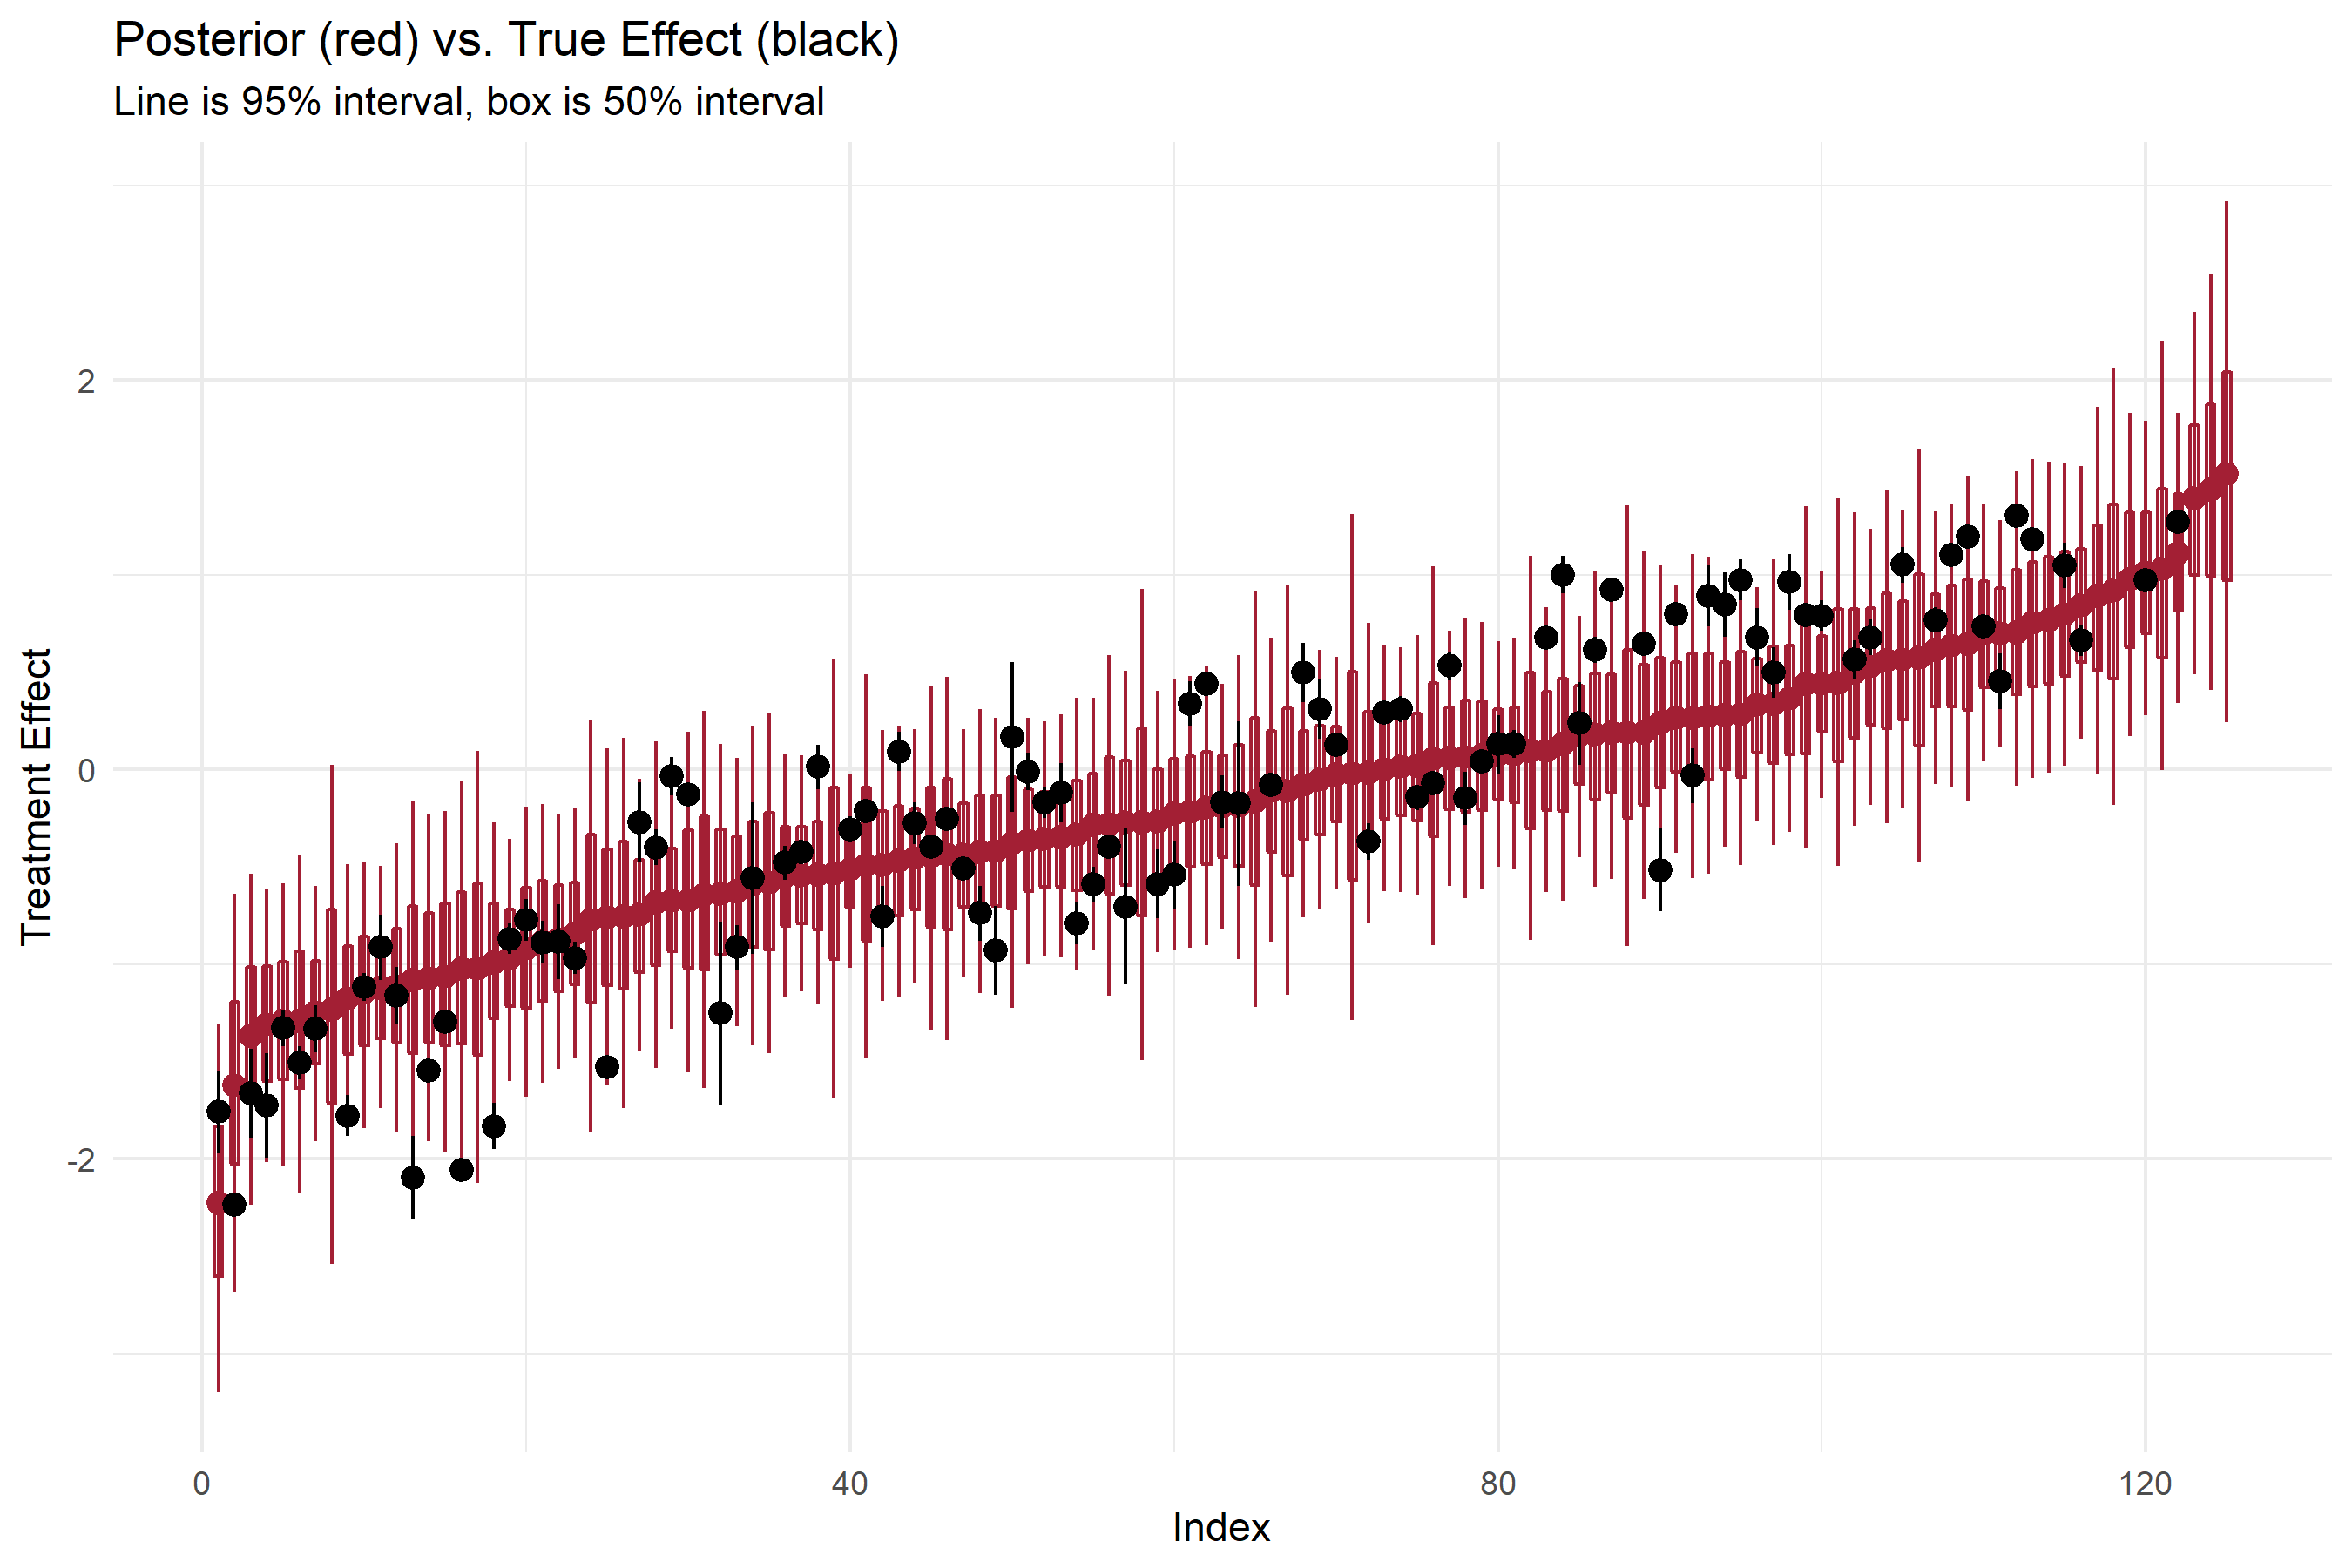 Posterior (red) vs. True Effect (black)
Line is 95% interval, box is 50% interval
Treatment Effect
2
0
-2
0
40
80
120
Index